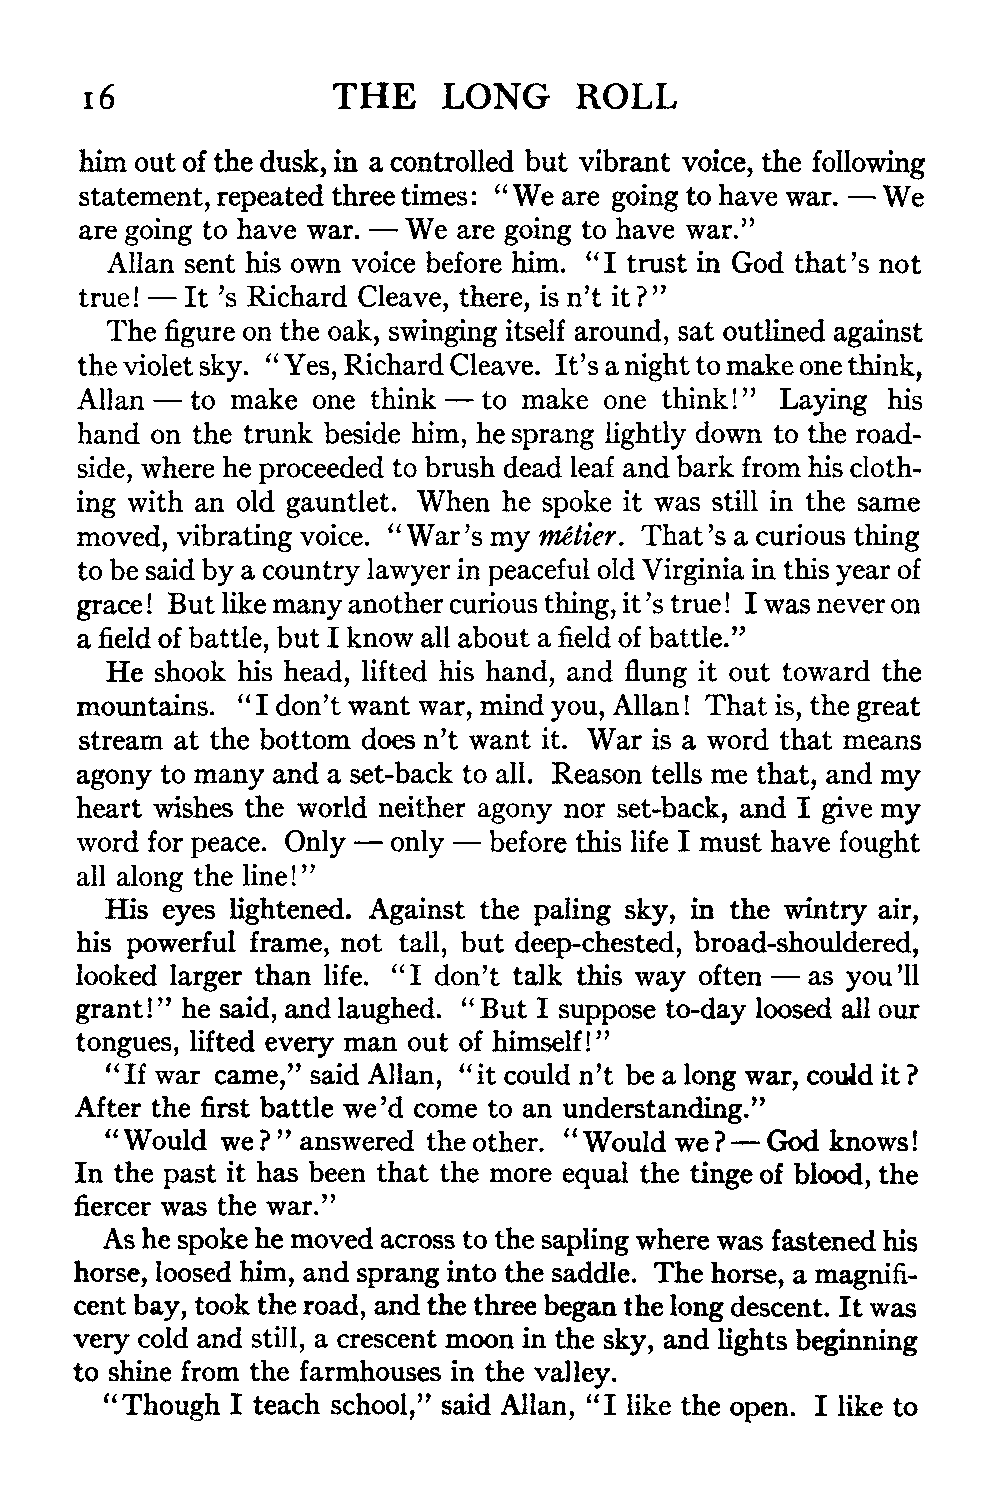 16 THE LONG ROLL
him out of the dusk, in a controlled but vibrant voice, the following
statement, repeated three times: "We are going to have war. — We
are going to have war. — We are going to have war."
Allan sent his own voice before him. "I trust in God that's not
true! — It 's Richard Cleave, there, is n't it?"
The figure on the oak, swinging itself around, sat outlined against
the violet sky. "Yes, Richard Cleave. It's a night to make one think,
Allan — to make one think — to make one think!" Laying his
hand on the trunk beside him, he sprang lightly down to the road-
side, where he proceeded to brush dead leaf and bark from his cloth-
ing with an old gauntlet. When he spoke it was still in the same
moved, vibrating voice. "War's my métier. That's a curious thing
to be said by a country lawyer in peaceful old Virginia in this year of
grace! But like many another curious thing, it's true! I was never on
a field of battle, but I know all about a field of battle."
He shook his head, lifted his hand, and flung it out toward the
mountains. "I don't want war, mind you, Allan! That is, the great
stream at the bottom does n't want it. War is a word that means
agony to many and a set-back to all. Reason tells me that, and my
heart wishes the world neither agony nor set-back, and I give my
word for peace. Only — only — before this life I must have fought
all along the line!"
His eyes lightened. Against the paling sky, in the wintry air,
his powerful frame, not tall, but deep-chested, broad-shouldered,
looked larger than life. "I don't talk this way often — as you'll
grant!" he said, and laughed. "But I suppose to-day loosed all our
tongues, lifted every man out of himself!"
"If war came," said Allan, "it could n't be a long war, could it?
After the first battle we'd come to an understanding."
"Would we?" answered the other. "Would we? — God knows!
In the past it has been that the more equal the tinge of blood, the
fiercer was the war."
As he spoke he moved across to the sapling where was fastened his
horse, loosed him, and sprang into the saddle. The horse, a magnifi-
cent bay, took the road, and the three began the long descent. It was
very cold and still, a crescent moon in the sky, and lights beginning
to shine from the farmhouses in the valley.
"Though I teach school," said Allan, "I like the open. I like to